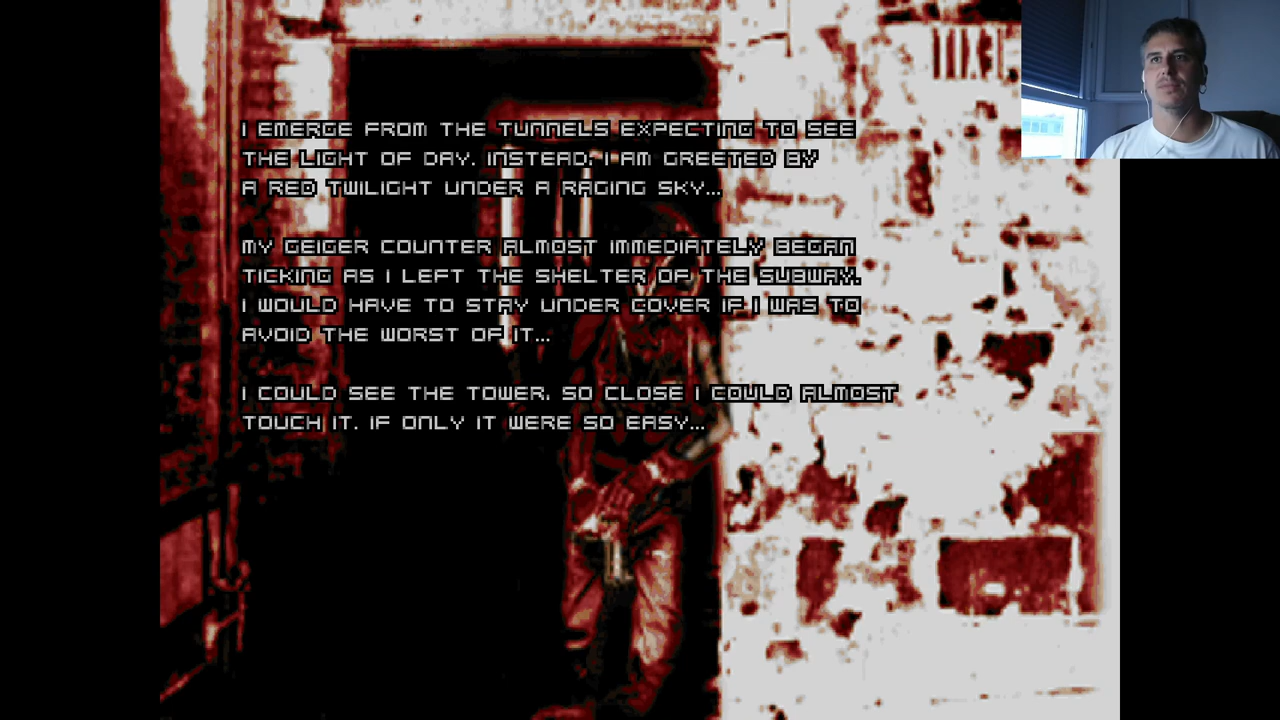 I EMERGE FROM THE TUNNELS EXPECTING TO SEE
THE LIGHT OF DAY. INSTEAD, I AM GREETED BY
A RED TWILIGHT UNDER A RAGING SKY...
MY GEIGER COUNTER ALMOST IMMEDIATELY BEGAN
TICKING AS I LEFT THE SHELTER OF THE SUBWAY.
I WOULD HAVE TO STAY UNDER COVER IF I WAS TO
AVOID THE WORST OF IT...
I COULD SEE THE TOWER. SO CLOSE I COULD ALMOST
TOUCH IT. IF ONLY IT WERE SO EASY...